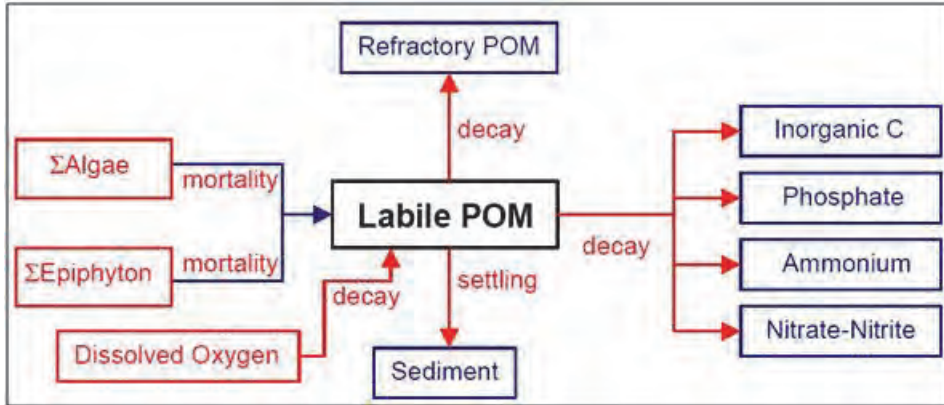 Refractory POM
decay
Inorganic C
ΣAlgae
mortality
Phosphate
Labile POM
decay
ΣEpiphyton
mortality
Ammonium
decay
settling
Nitrate-Nitrite
Dissolved Oxygen
Sediment